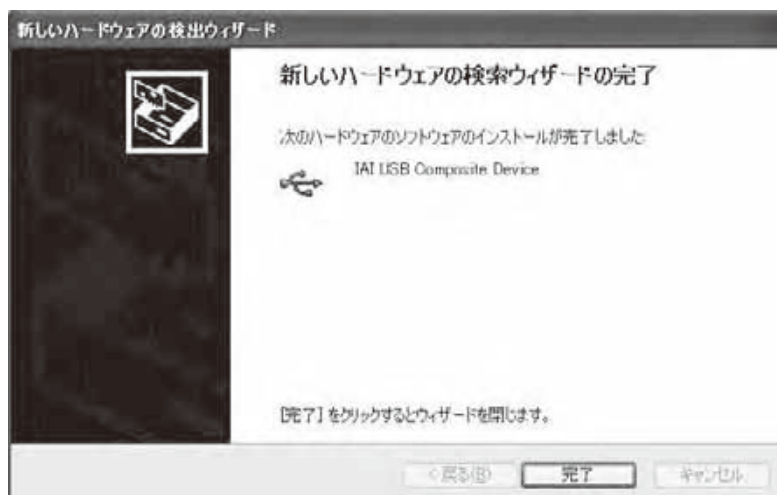 新しいハードウェアの検出ウィザード
新しいハードウェアの検索ウィザードの完了
次のハードウェアのソフトウェアのインストールが完了しました
IAI USB Composite Device
[完了] をクリックするとウィザードを閉じます。
< 戻る(B) 完了 キャンセル